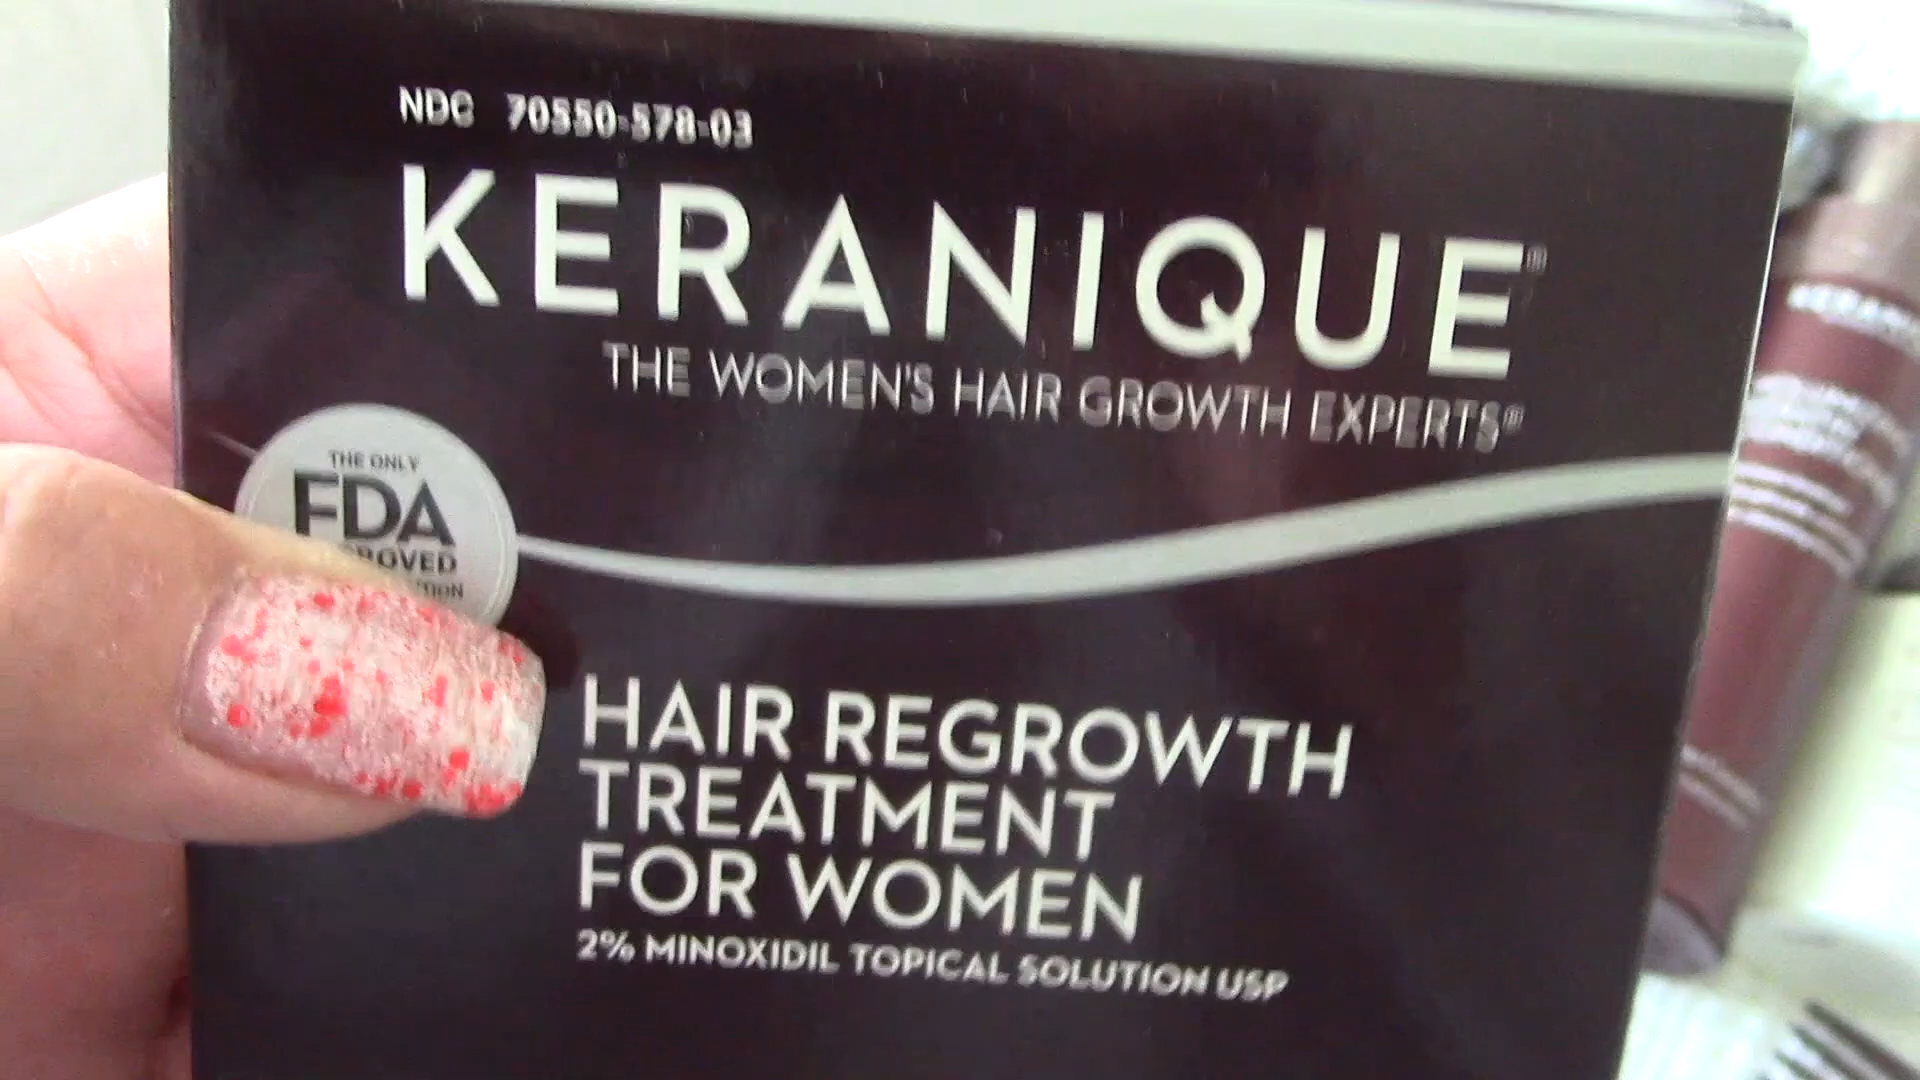 NDC 70550-578-03
KERANIQUE®
THE WOMEN'S HAIR GROWTH EXPERTS®
THE ONLY
FDA
HAIR REGROWTH
TREATMENT
FOR WOMEN
2% MINOXIDIL TOPICAL SOLUTION USP